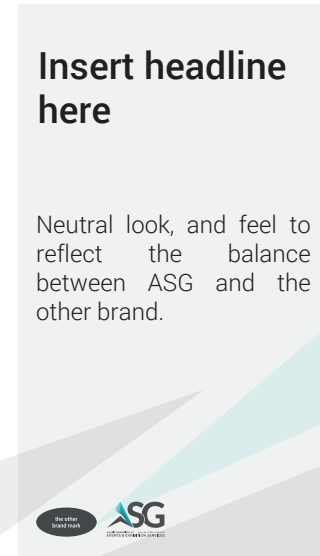 Insert headline
here
Neutral look, and feel to
reflect the balance
between ASG and the
other brand.
the other
brand mark
ASG
EVENTS & EXHIBITION SERVICES